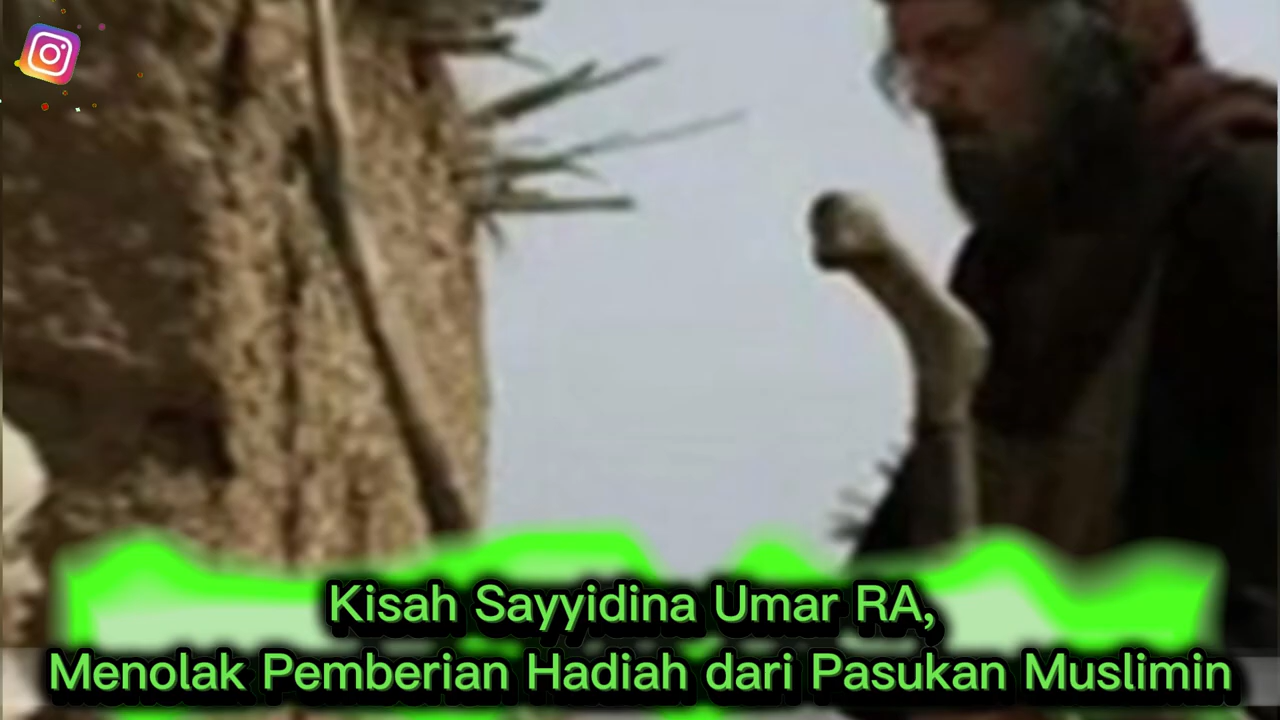 Kisah Sayyidina Umar RA,
Menolak Pemberian Hadiah dari Pasukan Muslimin